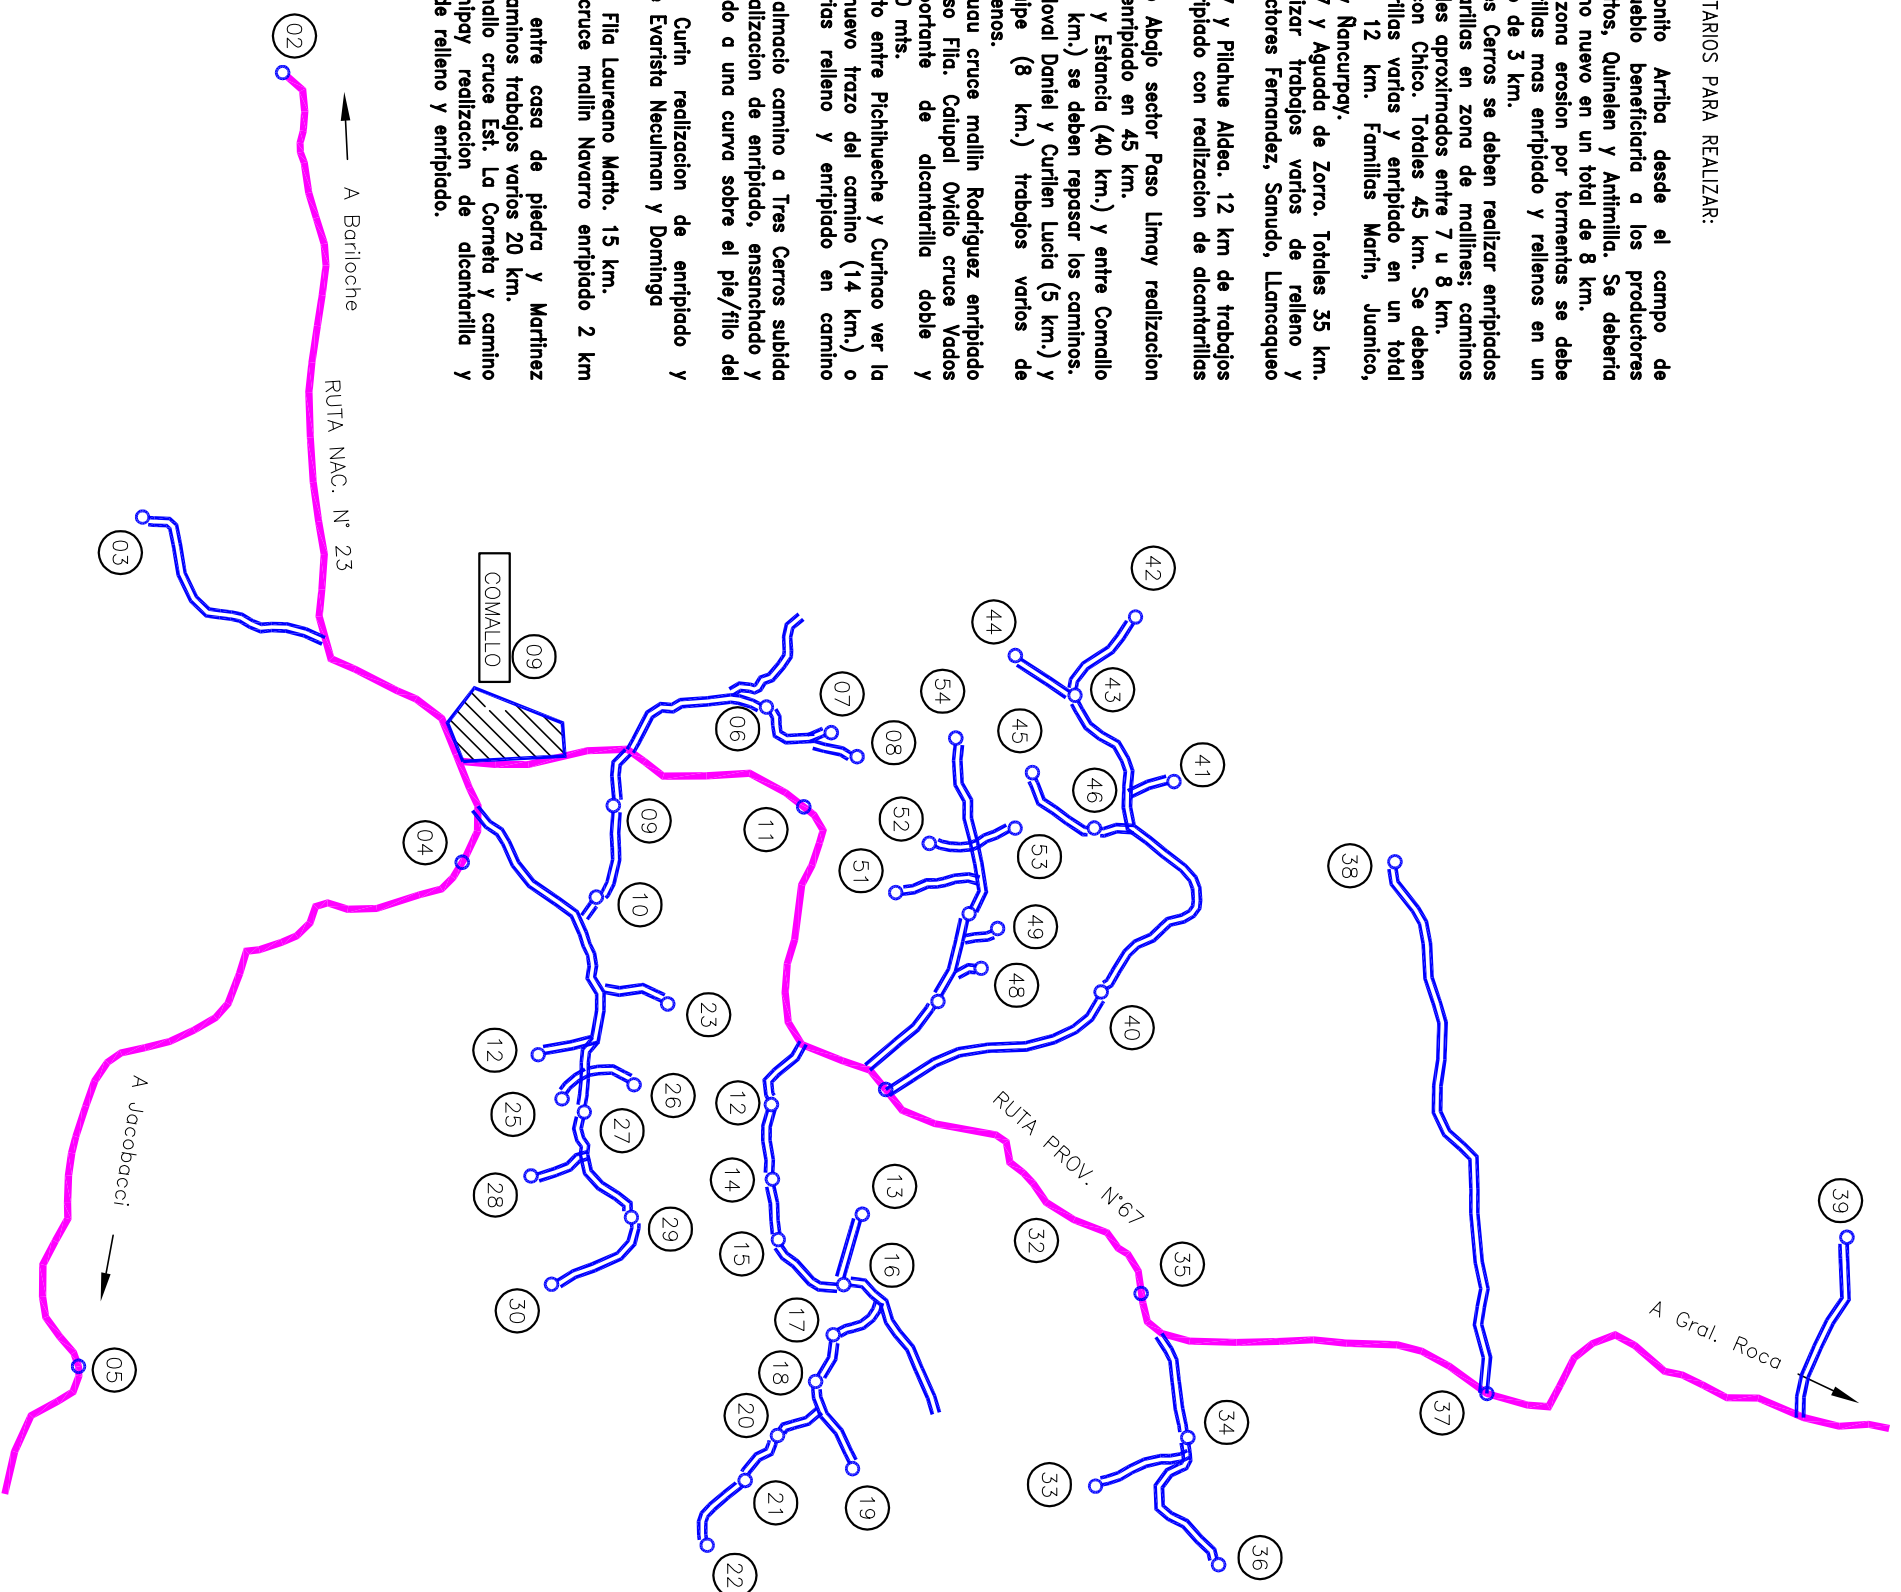 TARIOS PARA REALIZAR:
onito Arriba desde el campo de
ueblo beneficiaria a los productores
tos, Quinelen y Antimilla. Se deberia
no nuevo en un total de 8 km.
zona erosion por tormentas se debe
illas mas enripiado y rellenos en un
o de 3 km.
os Cerros se deben realizar enripiados
arillas en zona de mallines; caminos
les aproximados entre 7 u 8 km.
con Chico. Totales 45 km. Se deben
rillas varias y enripiado en un total
12 km. Familias Marin, Juanico,
y Ñancurpay.
7 y Aguada de Zorro. Totales 35 km.
izar trabajos varios de relleno y
ctores Fernandez, Sanudo, LLancaqueo
7 y Pilahue Aldea. 12 km de trabajos
ripiado con realizacion de alcantarillas
o Abajo sector Paso Limay realizacion
enripiado en 45 km.
y Estancia (40 km.) y entre Comallo
km.) se deben repasar los caminos.
doval Daniel y Curilen Lucia (5 km.) y
ipe (8 km.) trabajos varios de
enos.
uau cruce mallin Rodriguez enripiado
so Flia. Caiupal Ovidio cruce Vados
portante de alcantarilla doble y
0 mts.
to entre Pichihueche y Curinao ver la
nuevo trazo del camino (14 km.) o
rias relleno y enripiado en camino
almacio camino a Tres Cerros subida
alizacion de enripiado, ensanchado y
do a una curva sobre el pie/filo del
Curin realizacion de enripiado y
e Evarista Neculman y Dominga
Flia Laureano Matto. 15 km.
cruce mallin Navarro enripiado 2 km
entre casa de piedra y Martinez
aminos trabajos varios 20 km.
mallo cruce Est. La Corneta y camino
nipay realizacion de alcantarilla y
de relleno y enripiado.
A Bariloche
RUTA NAC. N° 23
COMALLO
RUTA PROV. N°67
A Gral. Roca
A Jacobacci
02
03
04
05
06
07
08
09
09
10
11
12
12
13
14
15
16
17
18
19
20
21
22
23
25
26
27
28
29
30
32
33
34
35
36
37
38
39
40
41
42
43
44
45
46
48
49
51
52
53
54